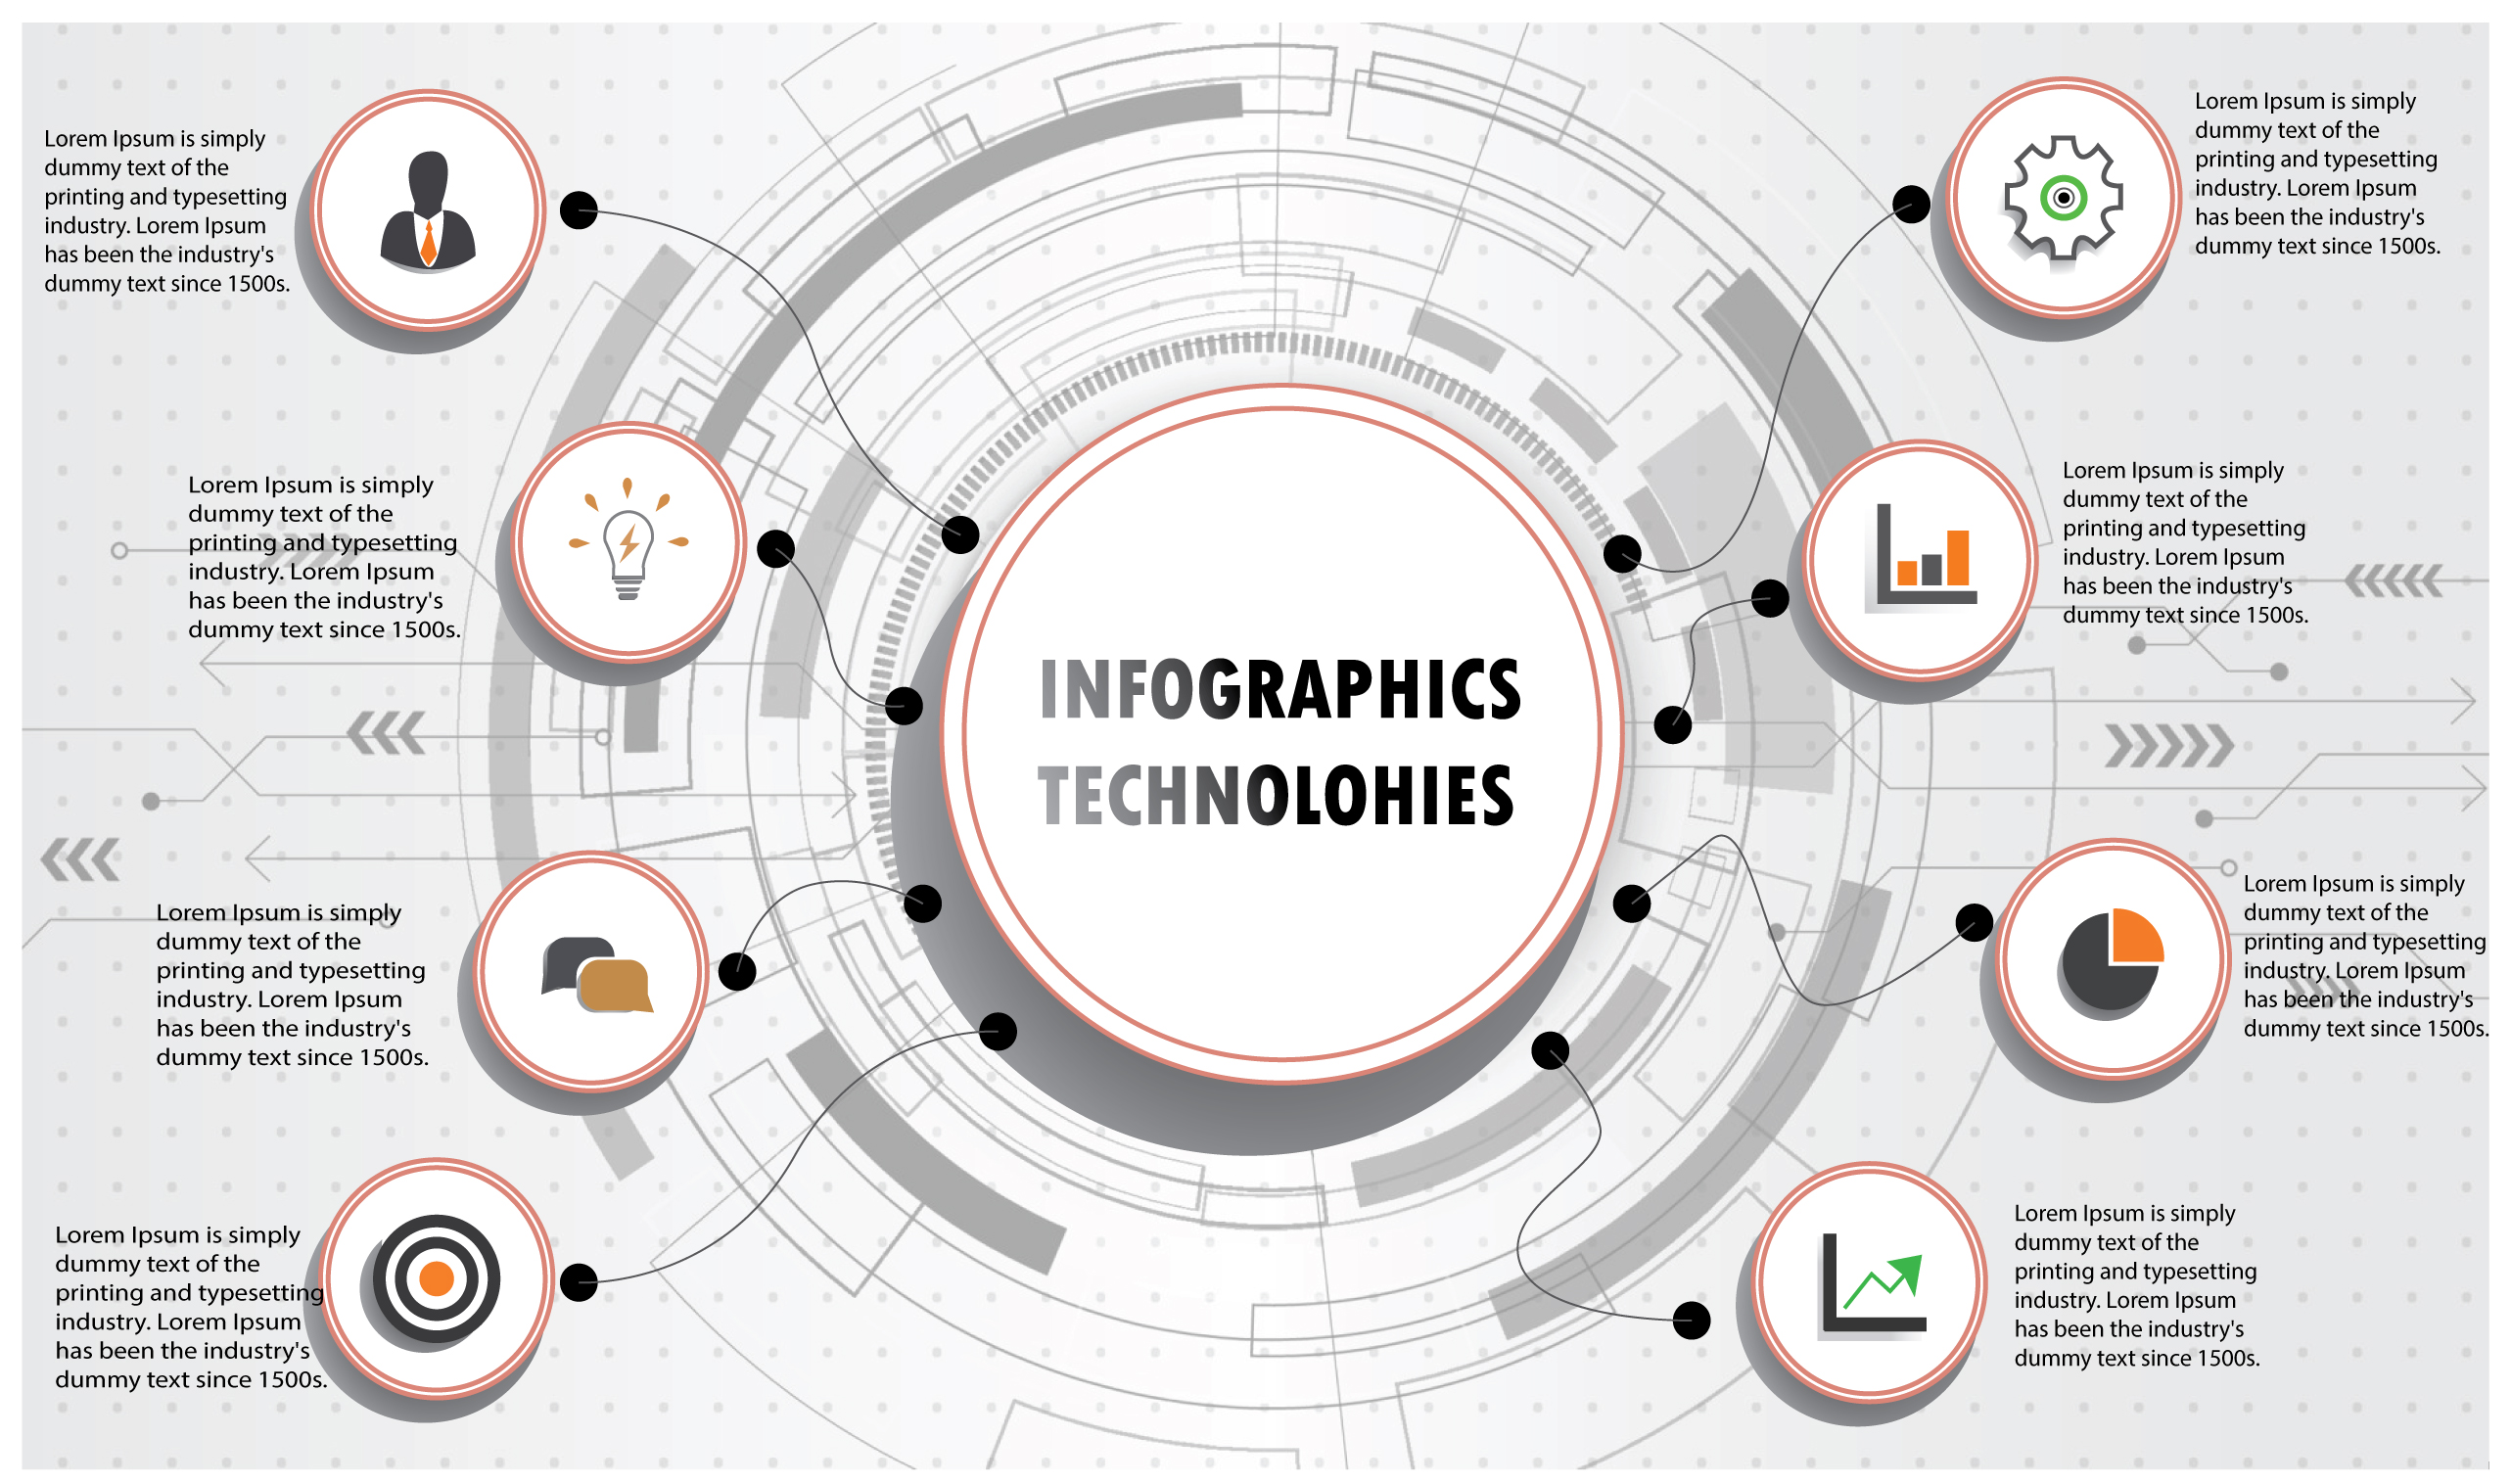 Lorem Ipsum is simply
dummy text of the
printing and typesetting
industry. Lorem Ipsum
has been the industry's
dummy text since 1500s.
Lorem Ipsum is simply
dummy text of the
printing and typesetting
industry. Lorem Ipsum
has been the industry's
dummy text since 1500s.
Lorem Ipsum is simply
dummy text of the
printing and typesetting
industry. Lorem Ipsum
has been the industry's
dummy text since 1500s.
Lorem Ipsum is simply
dummy text of the
printing and typesetting
industry. Lorem Ipsum
has been the industry's
dummy text since 1500s.
INFOGRAPHICS
TECHNOLOHIES
Lorem Ipsum is simply
dummy text of the
printing and typesetting
industry. Lorem Ipsum
has been the industry's
dummy text since 1500s.
Lorem Ipsum is simply
dummy text of the
printing and typesetting
industry. Lorem Ipsum
has been the industry's
dummy text since 1500s.
Lorem Ipsum is simply
dummy text of the
printing and typesetting
industry. Lorem Ipsum
has been the industry's
dummy text since 1500s.
Lorem Ipsum is simply
dummy text of the
printing and typesetting
industry. Lorem Ipsum
has been the industry's
dummy text since 1500s.